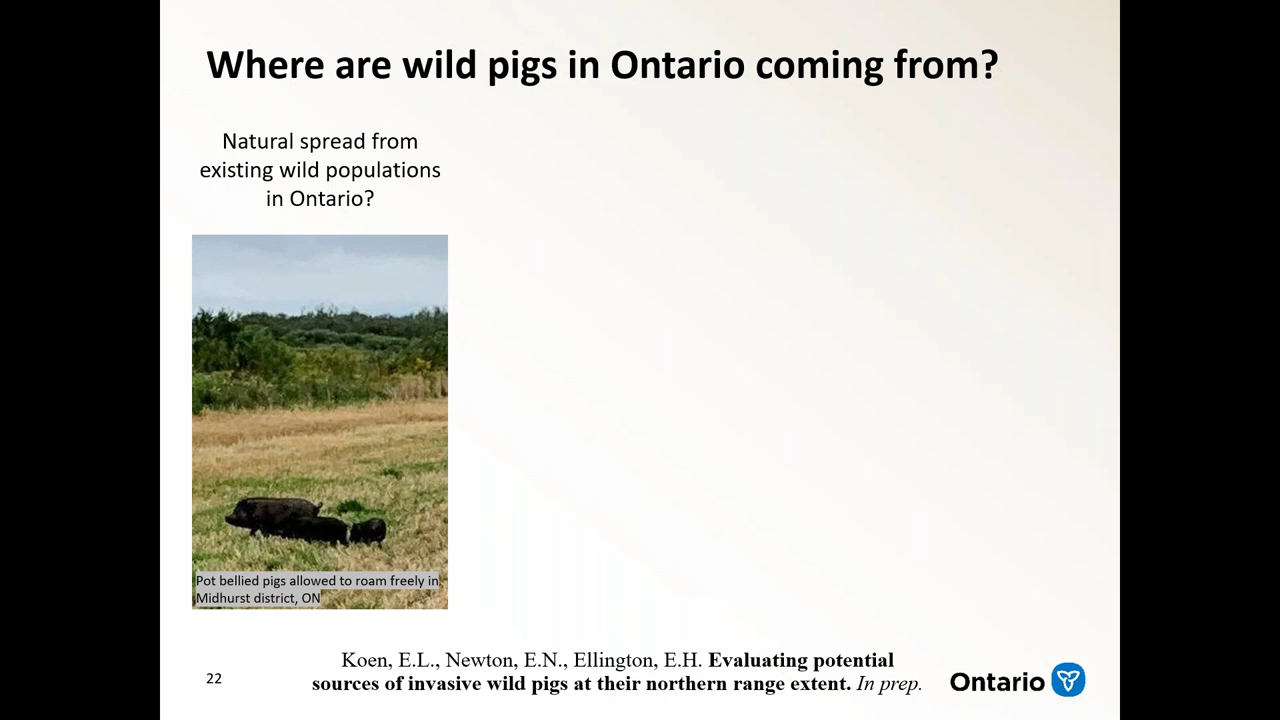 Where are wild pigs in Ontario coming from?
Natural spread from
existing wild populations
in Ontario?
Pot bellied pigs allowed to roam freely in
Midhurst district, ON
22
Koen, E.L., Newton, E.N., Ellington, E.H. Evaluating potential
sources of invasive wild pigs at their northern range extent. In prep.
Ontario